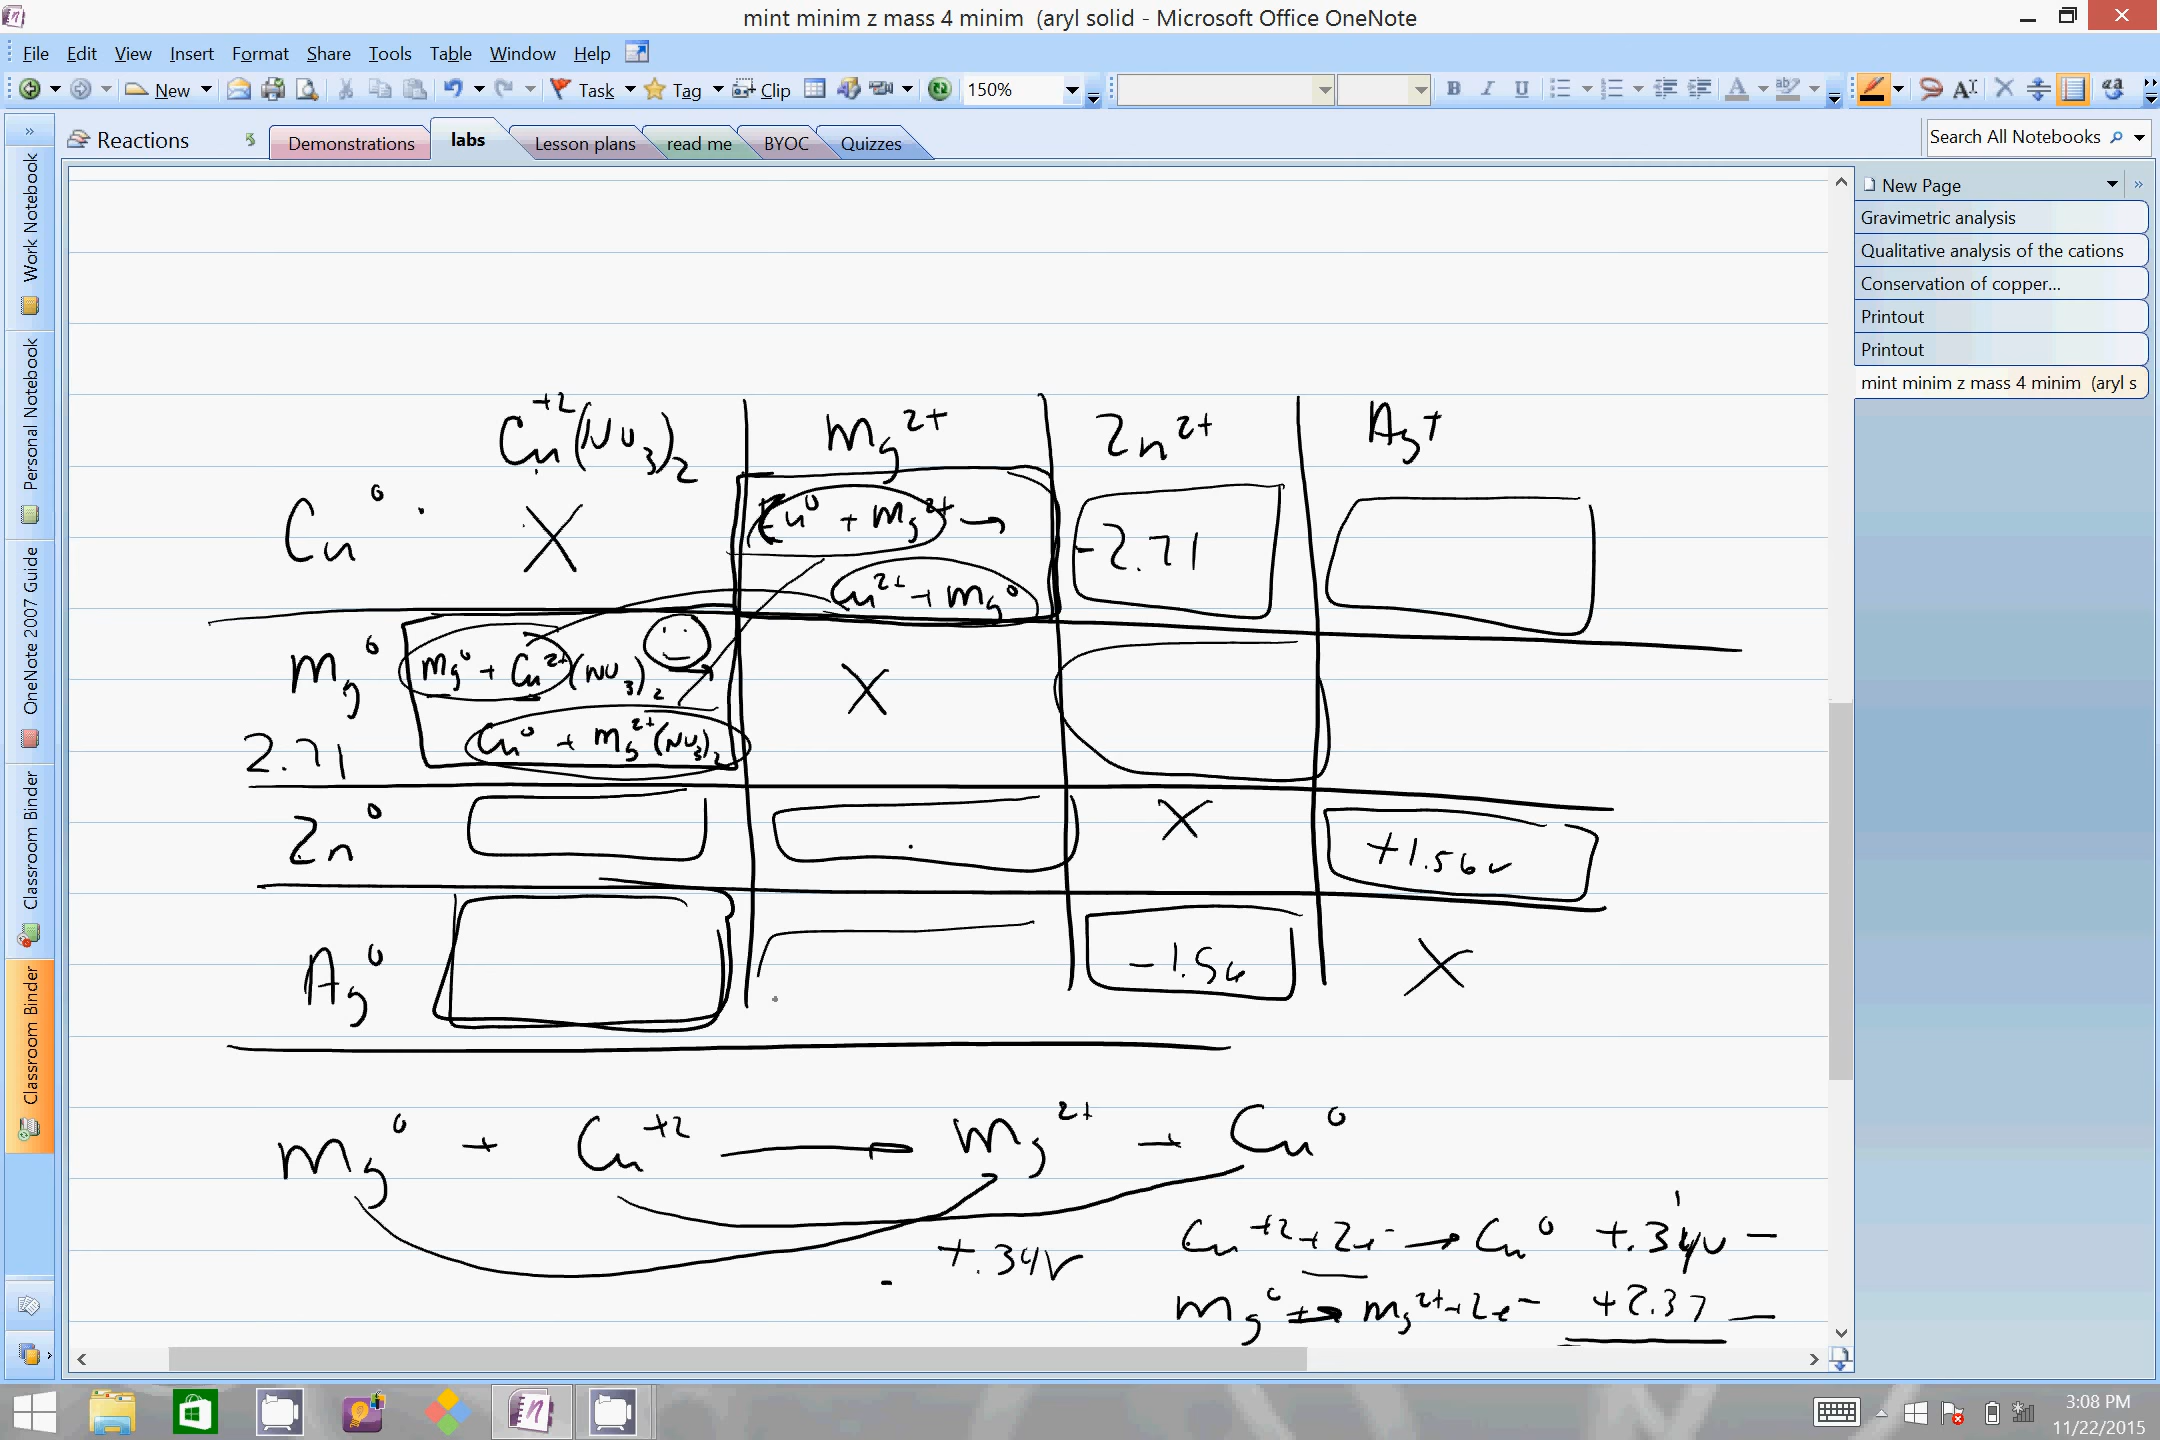 mint minim z mass 4 minim (aryl solid - Microsoft Office OneNote
File Edit View Insert Format Share Tools Table Window Help
New Task Tag Clip 150% B I U
Reactions Demonstrations labs Lesson plans read me BYOC Quizzes
Search All Notebooks
Work Notebook
Personal Notebook
OneNote 2007 Guide
Classroom Binder
Classroom Binder
New Page
Gravimetric analysis
Qualitative analysis of the cations
Conservation of copper...
Printout
Printout
mint minim z mass 4 minim (aryl s
Cu⁺²(NO₃)₂ Mg²⁺ Zn²⁺ Ag⁺
Cu⁰ X Cu⁰ + Mg²⁺ → -2.71
Cu²⁺ + Mg⁰
Mg⁰ Mg⁰ + Cu²⁺(NO₃)₂ → X
2.71 Cu⁰ + Mg²⁺(NO₃)₂
Zn⁰ X +1.56v
Ag⁰ -1.56 X
Mg⁰ + Cu⁺² → Mg²⁺ + Cu⁰
+.34v
Cu⁺² + 2e⁻ → Cu⁰ +.34v
Mg⁰ → Mg²⁺ + 2e⁻ +2.37
3:08 PM
11/22/2015